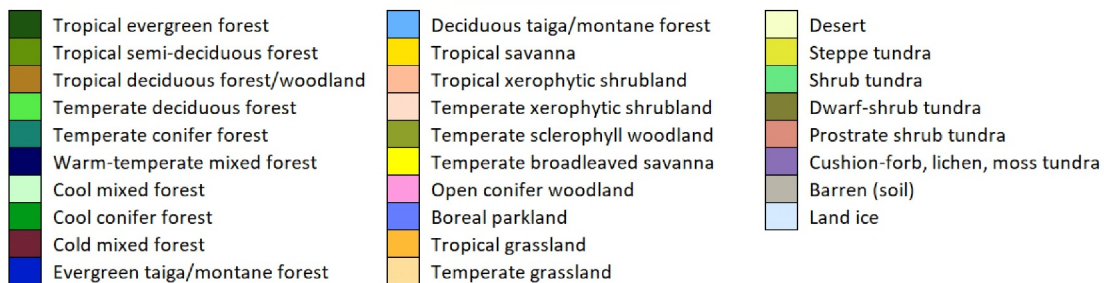 Tropical evergreen forest
Tropical semi-deciduous forest
Tropical deciduous forest/woodland
Temperate deciduous forest
Temperate conifer forest
Warm-temperate mixed forest
Cool mixed forest
Cool conifer forest
Cold mixed forest
Evergreen taiga/montane forest
Deciduous taiga/montane forest
Tropical savanna
Tropical xerophytic shrubland
Temperate xerophytic shrubland
Temperate sclerophyll woodland
Temperate broadleaved savanna
Open conifer woodland
Boreal parkland
Tropical grassland
Temperate grassland
Desert
Steppe tundra
Shrub tundra
Dwarf-shrub tundra
Prostrate shrub tundra
Cushion-forb, lichen, moss tundra
Barren (soil)
Land ice